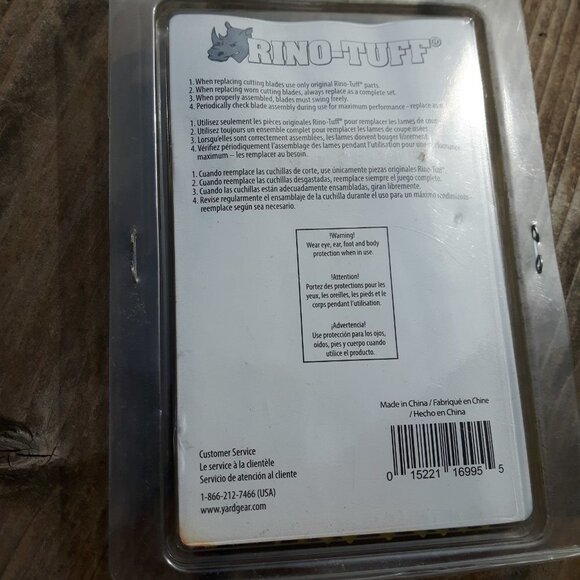 RINO-TUFF®
1. When replacing cutting blades use only original Rino-Tuff® parts.
2. When replacing worn cutting blades, always replace as a complete set.
3. When properly assembled, blades must swing freely.
4. Periodically check blade assembly during use for maximum performance - replace as
1. Utilisez seulement les pièces originales Rino-Tuff® pour remplacer les lames de coupe
2. Utilisez toujours un ensemble complet pour remplacer les lames de coupe usées.
3. Lorsqu'elles sont correctement assemblées, les lames doivent bouger librement.
4. Vérifiez périodiquement l'assemblage des lames pendant l'utilisation pour une performance
maximum -- les remplacer au besoin.
1. Cuando reemplace las cuchillas de corte, use únicamente piezas originales Rino-Tuff®
2. Cuando reemplace las cuchillas desgastadas, reemplace siempre el juego completo.
3. Cuando las cuchillas están adecuadamente ensambladas, giran libremente.
4. Revise regularmente el ensamblaje de la cuchilla durante el uso para un máximo rendimiento-
reemplace según sea necesario.
!Warning!
Wear eye, ear, foot and body
protection when in use.
!Attention!
Portez des protections pour les
yeux, les oreilles, les pieds et le
corps pendant l'utilisation.
¡Advertencia!
Use protección para los ojos,
oídos, pies y cuerpo cuando
utilice el producto.
Made in China / Fabriqué en Chine
/ Hecho en China
0 15221 16995 5
Customer Service
Le service à la clientèle
Servicio de atención al cliente
1-866-212-7466 (USA)
www.yardgear.com